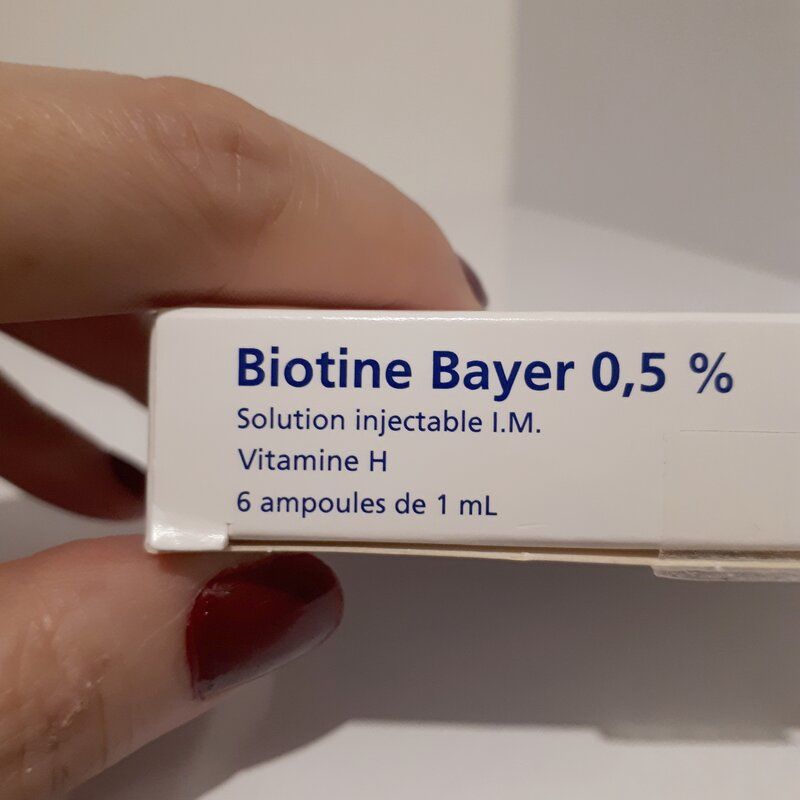 Biotine Bayer 0,5 %
Solution injectable I.M.
Vitamine H
6 ampoules de 1 mL